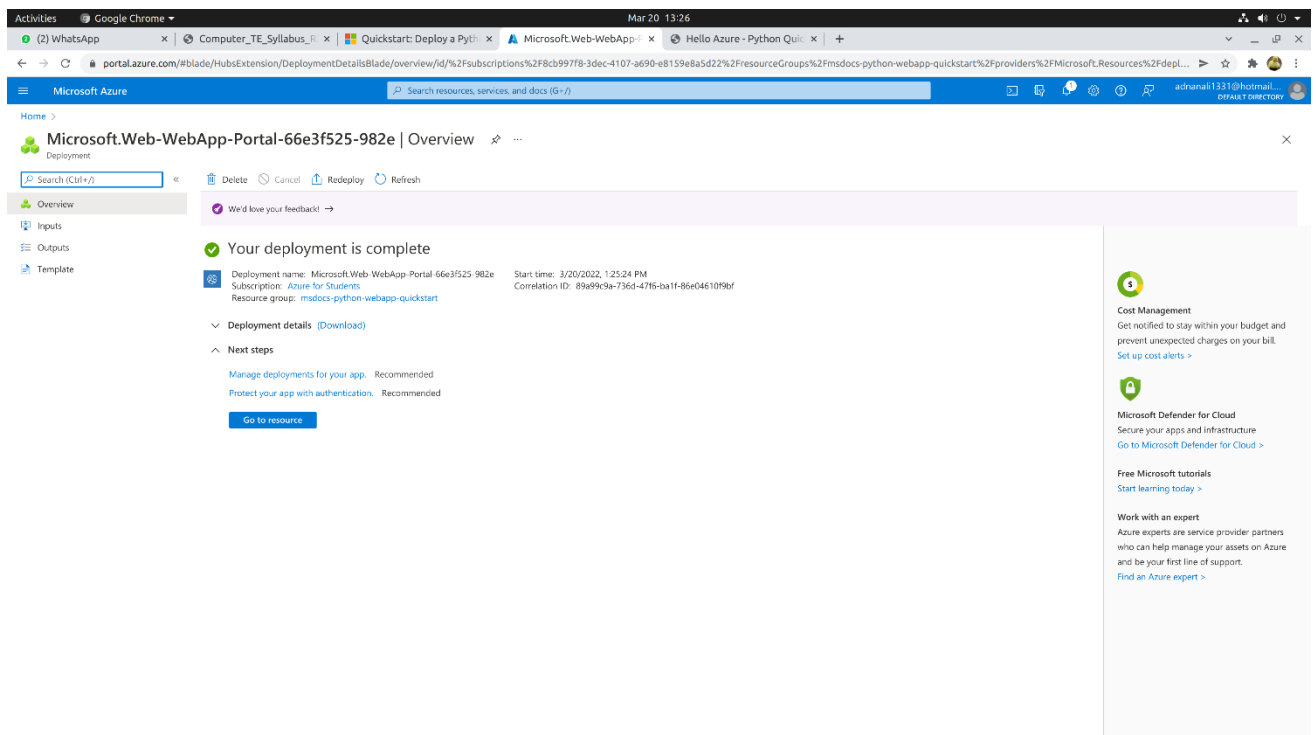 Activities Google Chrome Mar 20 13:26
(2) WhatsApp Computer_TE_Syllabus_R Quickstart: Deploy a Pyth Microsoft.Web-WebApp-P Hello Azure - Python Quic
portal.azure.com/#blade/HubsExtension/DeploymentDetailsBlade/overview/id/%2Fsubscriptions%2F8cb997f8-3dec-4107-a690-e8159e8a5d22%2FresourceGroups%2Fmsdocs-python-webapp-quickstart%2Fproviders%2FMicrosoft.Resources%2Fdepl...
Microsoft Azure Search resources, services, and docs (G+/) adnanali1331@hotmail....
DEFAULT DIRECTORY
Home >
Microsoft.Web-WebApp-Portal-66e3f525-982e | Overview ...
Deployment
Search (Ctrl+/) « Delete Cancel Redeploy Refresh
Overview
Inputs
Outputs
Template
We'd love your feedback! →
Your deployment is complete
Deployment name: Microsoft.Web-WebApp-Portal-66e3f525-982e Start time: 3/20/2022, 1:25:24 PM
Subscription: Azure for Students Correlation ID: 89a99c9a-736d-47f6-ba1f-86e04610f9bf
Resource group: msdocs-python-webapp-quickstart
Deployment details (Download)
Next steps
Manage deployments for your app. Recommended
Protect your app with authentication. Recommended
Go to resource
Cost Management
Get notified to stay within your budget and
prevent unexpected charges on your bill.
Set up cost alerts >
Microsoft Defender for Cloud
Secure your apps and infrastructure
Go to Microsoft Defender for Cloud >
Free Microsoft tutorials
Start learning today >
Work with an expert
Azure experts are service provider partners
who can help manage your assets on Azure
and be your first line of support.
Find an Azure expert >